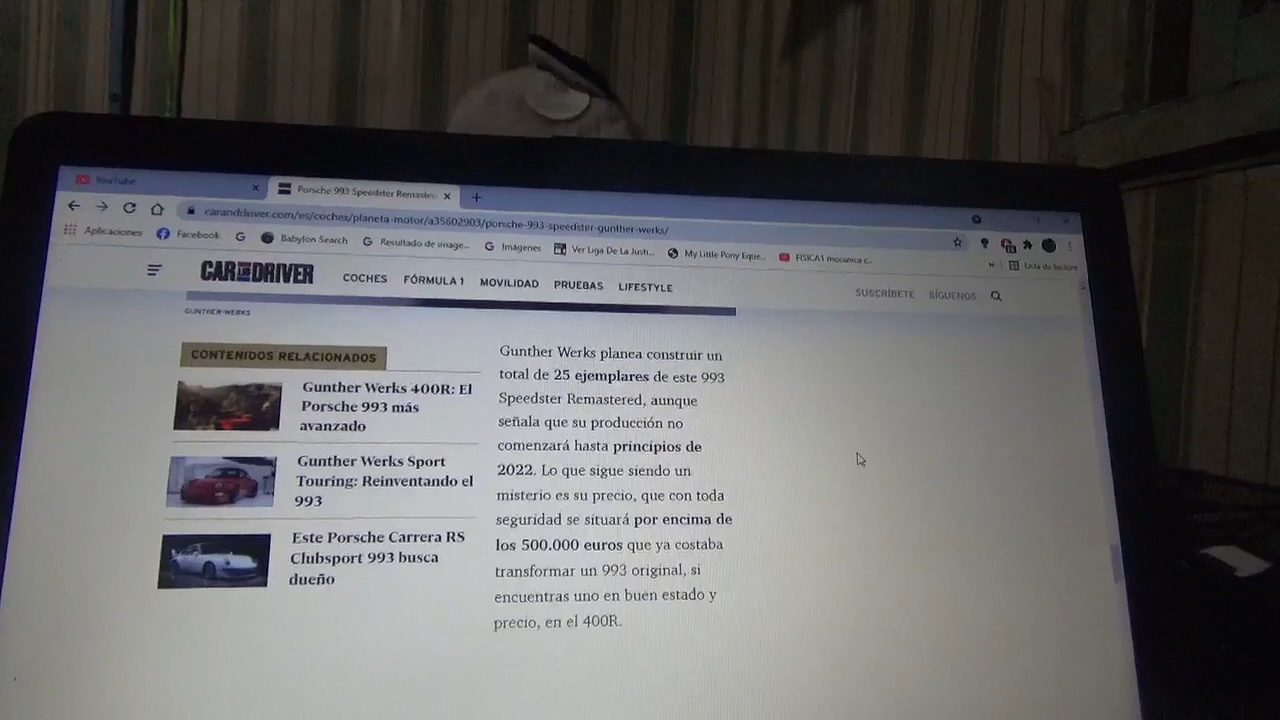 YouTube
Porsche 993 Speedster Remaster
carandriver.com/es/coches/planeta-motor/a35602903/porsche-993-speedster-gunther-werks/
Aplicaciones
Facebook
Babylon Search
Resultado de image...
Imágenes
Ver Liga De La Justi...
My Little Pony Eque...
FÍSICA1 mecanica c...
Lista de lectura
CAR AND DRIVER
COCHES
FÓRMULA 1
MOVILIDAD
PRUEBAS
LIFESTYLE
SUSCRÍBETE
SÍGUENOS
GUNTHER-WERKS
CONTENIDOS RELACIONADOS
Gunther Werks 400R: El
Porsche 993 más
avanzado
Gunther Werks Sport
Touring: Reinventando el
993
Este Porsche Carrera RS
Clubsport 993 busca
dueño
Gunther Werks planea construir un
total de 25 ejemplares de este 993
Speedster Remastered, aunque
señala que su producción no
comenzará hasta principios de
2022. Lo que sigue siendo un
misterio es su precio, que con toda
seguridad se situará por encima de
los 500.000 euros que ya costaba
transformar un 993 original, si
encuentras uno en buen estado y
precio, en el 400R.